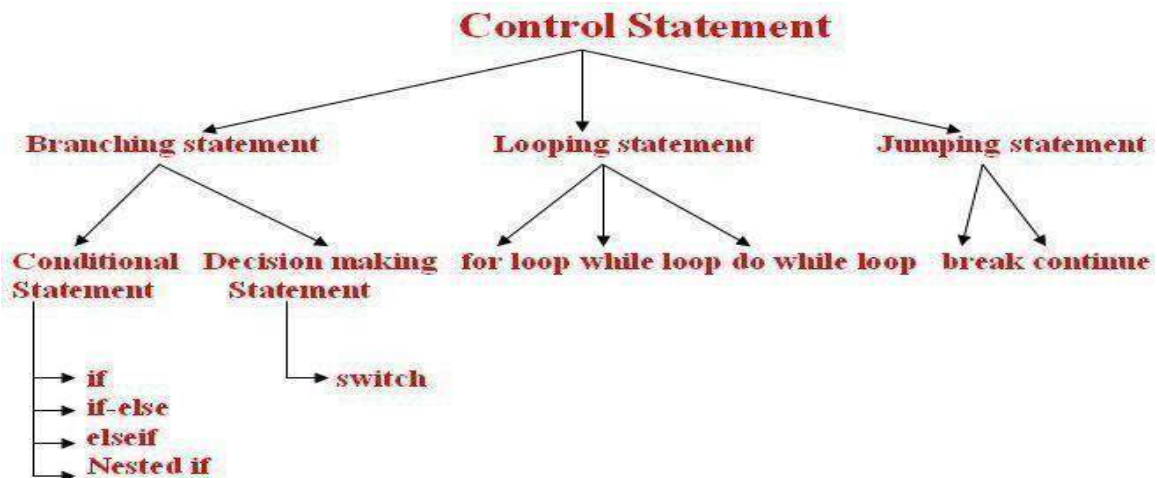 Control Statement
Branching statement
Looping statement
Jumping statement
Conditional
Statement
Decision making
Statement
for loop while loop do while loop
break continue
if
if-else
elseif
Nested if
switch